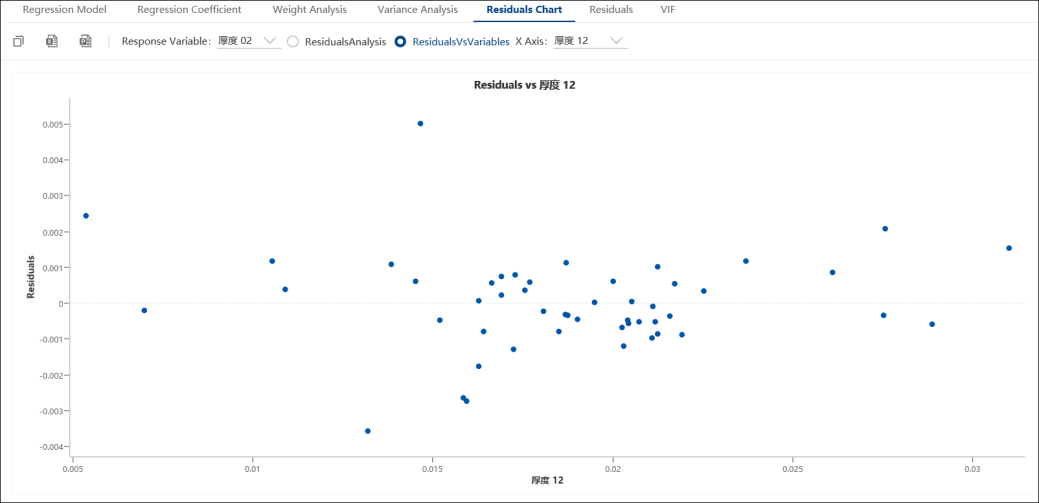 Regression Model Regression Coefficient Weight Analysis Variance Analysis Residuals Chart Residuals VIF
Response Variable: 厚度 02 ResidualsAnalysis ResidualsVsVariables X Axis: 厚度 12
Residuals vs 厚度 12
0.005
0.004
0.003
0.002
0.001
0
-0.001
-0.002
-0.003
-0.004
Residuals
0.005 0.01 0.015 0.02 0.025 0.03
厚度 12